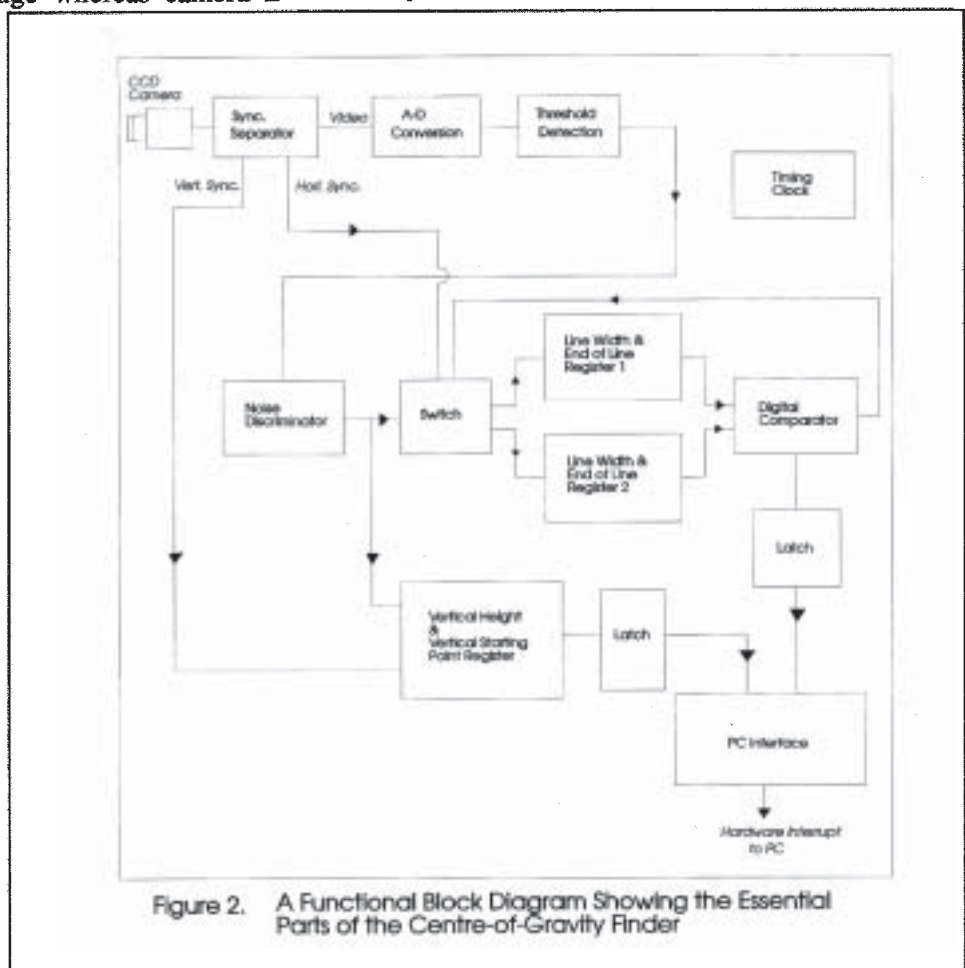 whereas camera
CCD
Camera
Sync.
Separator
Video
A-D
Conversion
Threshold
Detection
Timing
Clock
Vert. Sync.
Horz. Sync.
Line Width &
End of Line
Register 1
Noise
Discriminator
Switch
Digital
Comparator
Line Width &
End of Line
Register 2
Latch
Vertical Height
&
Vertical Starting
Point Register
Latch
PC Interface
Hardware Interrupt
to PC
Figure 2. A Functional Block Diagram Showing the Essential
Parts of the Centre-of-Gravity Finder